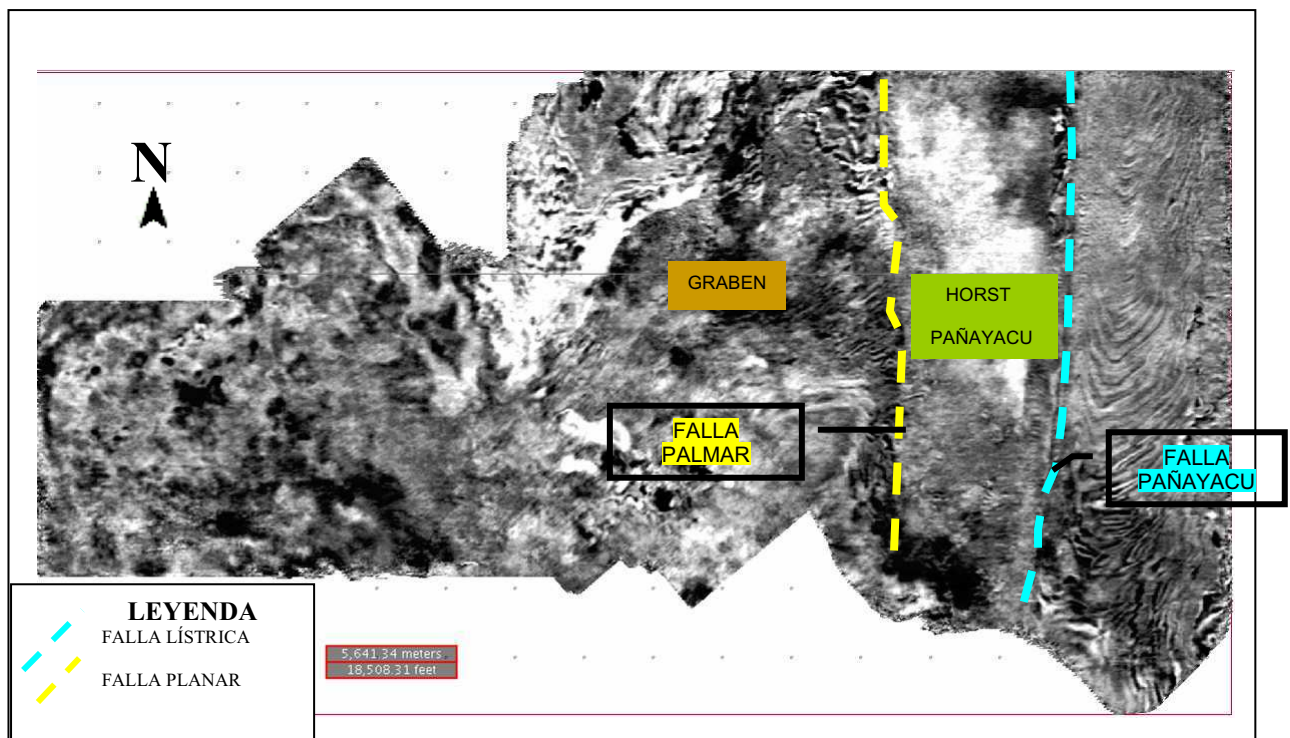 N
GRABEN
HORST
PAÑAYACU
FALLA
PALMAR
FALLA
PAÑAYACU
LEYENDA
FALLA LÍSTRICA
FALLA PLANAR
5,641.34 meters
18,508.31 feet